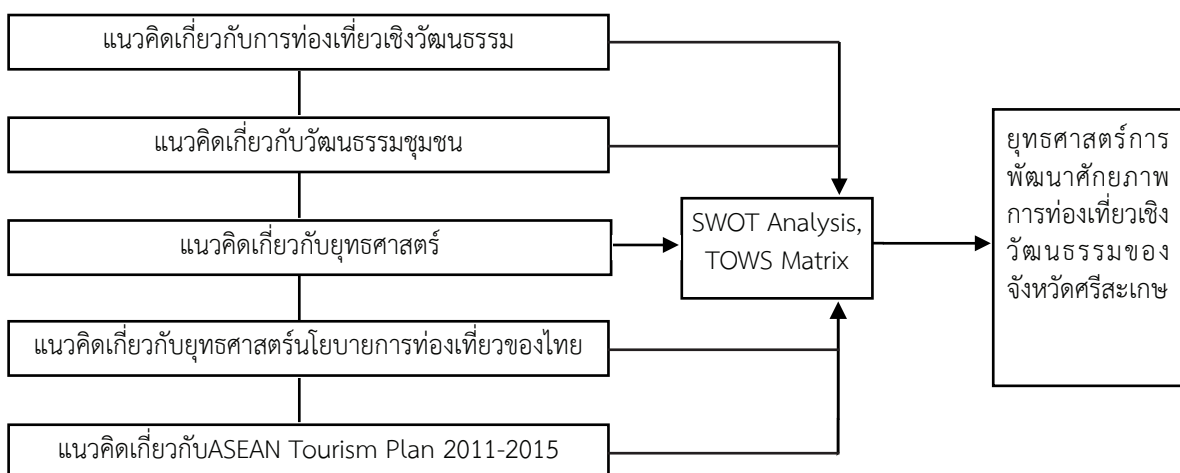 แนวคิดเกี่ยวกับการท่องเที่ยวเชิงวัฒนธรรม
แนวคิดเกี่ยวกับวัฒนธรรมชุมชน
แนวคิดเกี่ยวกับยุทธศาสตร์
แนวคิดเกี่ยวกับยุทธศาสตร์นโยบายการท่องเที่ยวของไทย
แนวคิดเกี่ยวกับASEAN Tourism Plan 2011-2015
SWOT Analysis,
TOWS Matrix
ยุทธศาสตร์การ
พัฒนาศักยภาพ
การท่องเที่ยวเชิง
วัฒนธรรมของ
จังหวัดศรีสะเกษ